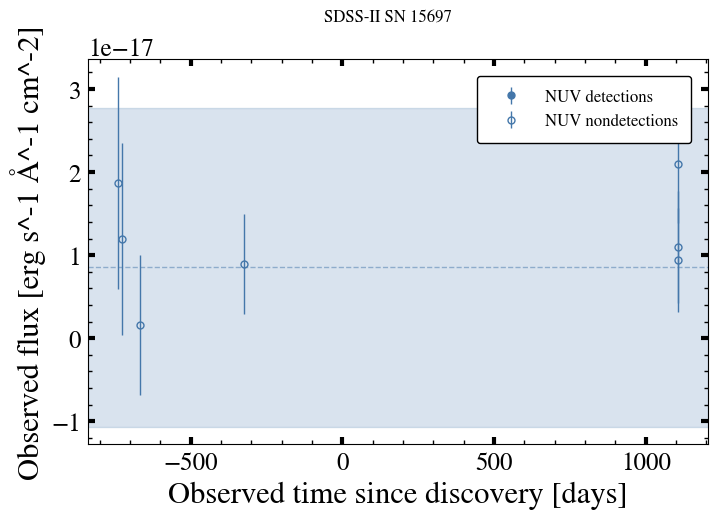 SDSS-II SN 15697
1e−17
NUV detections
NUV nondetections
3
2
1
0
−1
Observed flux [erg s^-1 Å^-1 cm^-2]
−500 0 500 1000
Observed time since discovery [days]